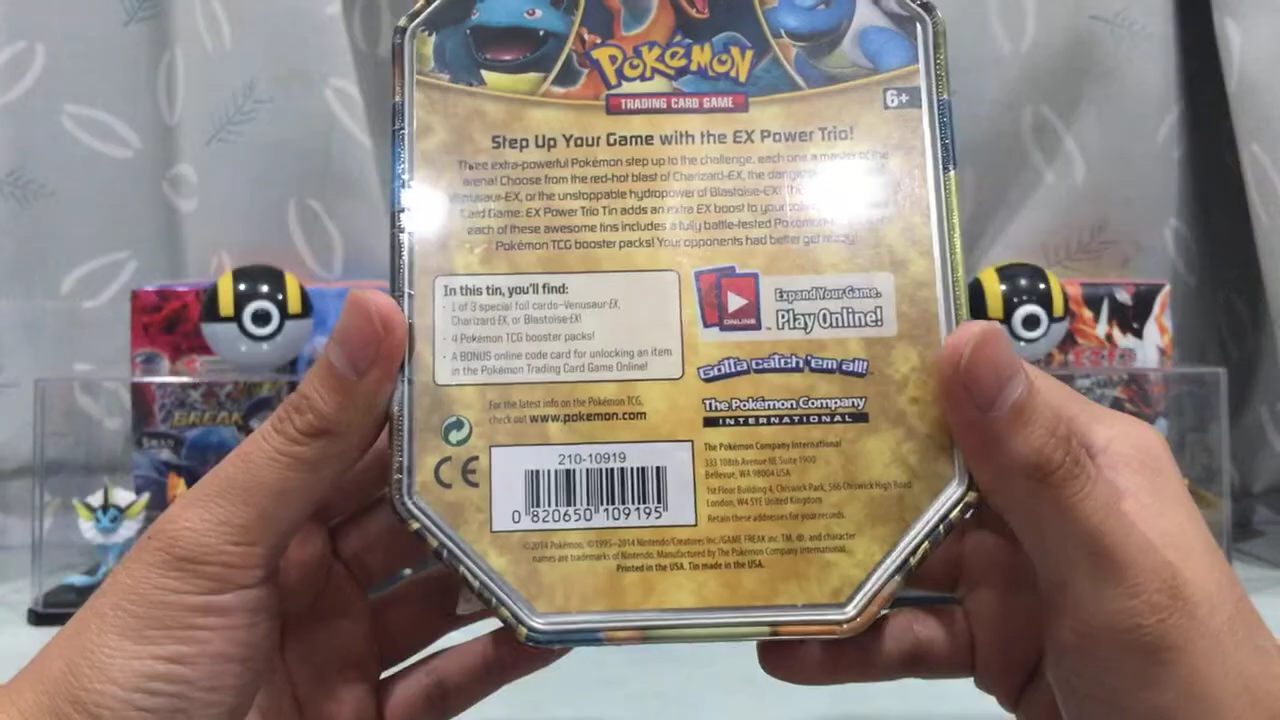 POKéMON
TRADING CARD GAME
6+
Step Up Your Game with the EX Power Trio!
Three extra-powerful Pokémon step up to the challenge, each one a master of the
arena! Choose from the red-hot blast of Charizard-EX, the
Venusaur-EX, or the unstoppable hydropower of Blastoise-EX!
Card Game: EX Power Trio Tin adds an extra EX boost to your
each of these awesome tins includes a fully battle-tested
Pokémon TCG booster packs! Your opponents had better get ready!
In this tin, you'll find:
• 1 of 3 special foil cards—Venusaur-EX,
Charizard-EX, or Blastoise-EX!
• 4 Pokémon TCG booster packs!
• A BONUS online code card for unlocking an item
in the Pokémon Trading Card Game Online!
ONLINE
Expand Your Game.
Play Online!
Gotta catch 'em all!
For the latest info on the Pokémon TCG,
check out www.pokemon.com
The Pokémon Company
INTERNATIONAL
CE
210-10919
0 820650 109195
The Pokémon Company International
333 108th Avenue NE Suite 1900
Bellevue, WA 98004 USA
1st Floor Building 4, Chiswick Park, 566 Chiswick High Road
London, W4 5YE United Kingdom
Retain these addresses for your records.
©2014 Pokémon. ©1995–2014 Nintendo/Creatures Inc./GAME FREAK inc. TM, ®, and character
names are trademarks of Nintendo. Manufactured by The Pokémon Company International.
Printed in the USA. Tin made in the USA.
BREAK